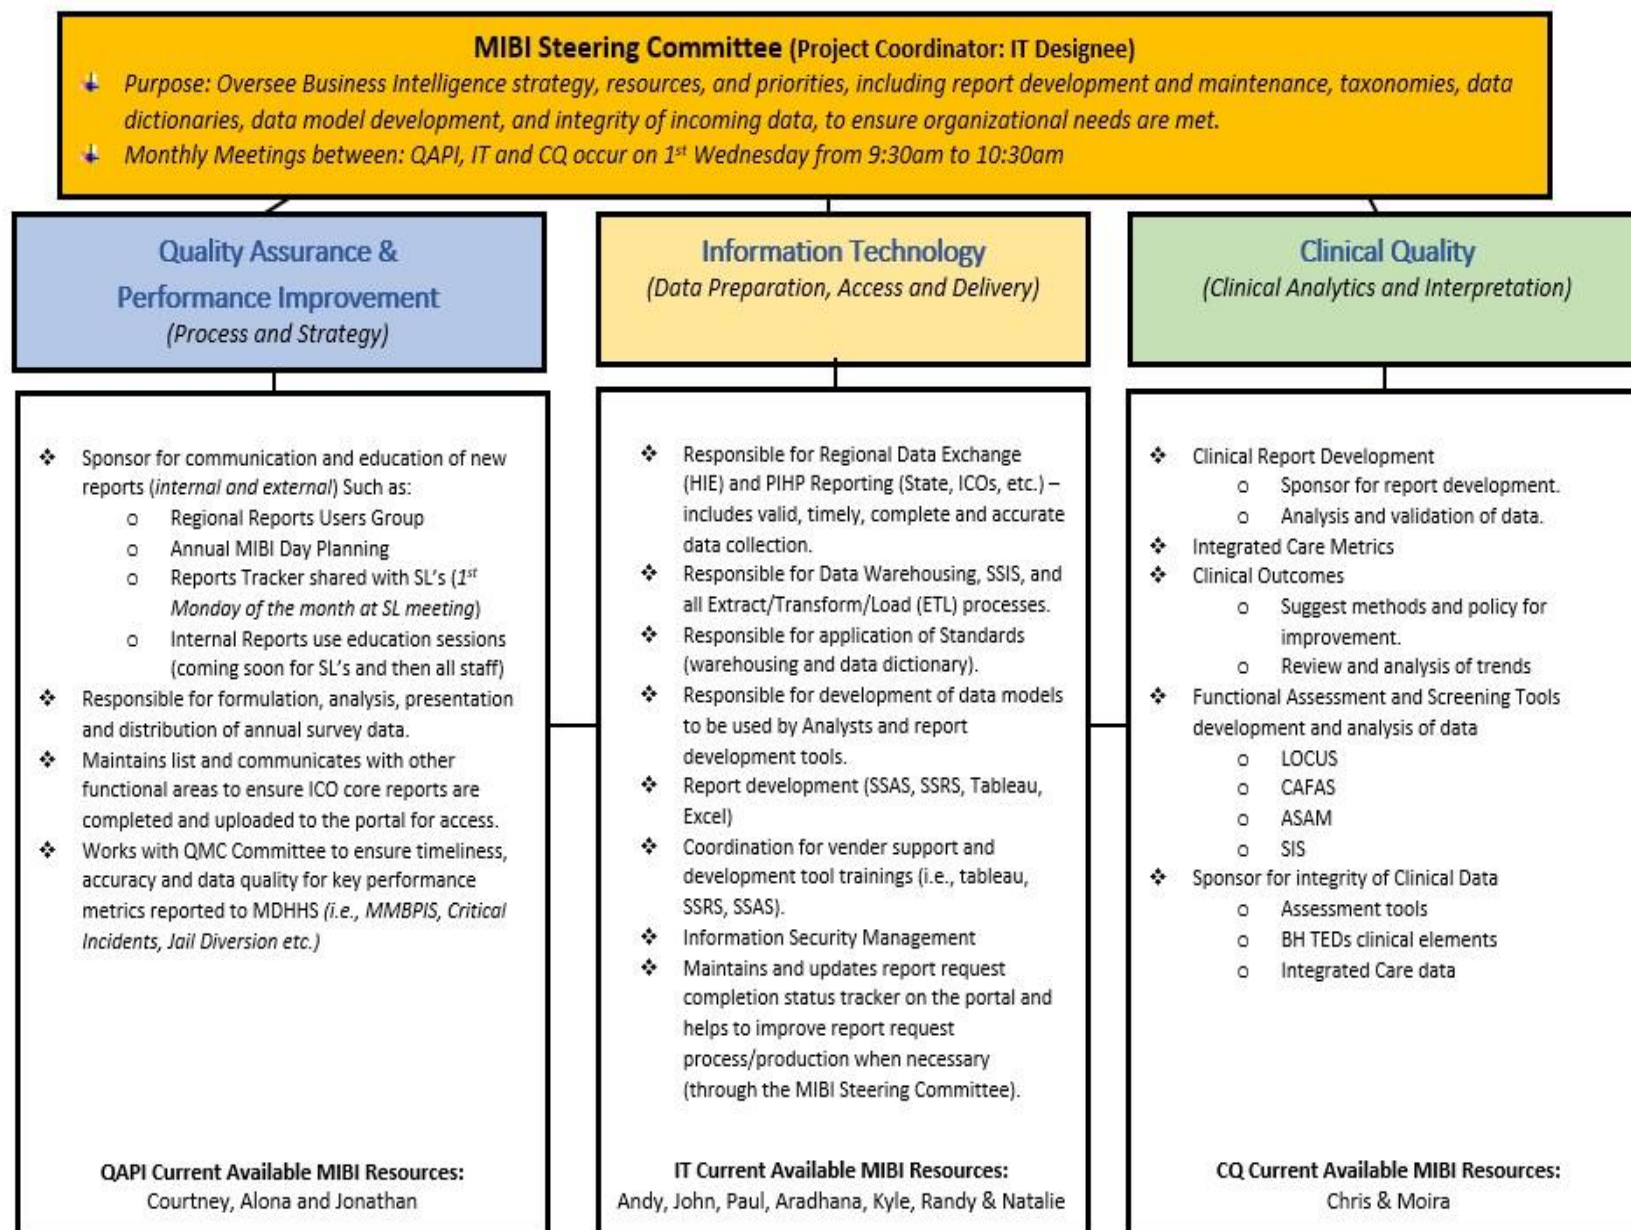 MIBI Steering Committee (Project Coordinator: IT Designee)
Purpose: Oversee Business Intelligence strategy, resources, and priorities, including report development and maintenance, taxonomies, data
dictionaries, data model development, and integrity of incoming data, to ensure organizational needs are met.
Monthly Meetings between: QAPI, IT and CQ occur on 1st Wednesday from 9:30am to 10:30am
Quality Assurance &
Performance Improvement
(Process and Strategy)
❖ Sponsor for communication and education of new
reports (internal and external) Such as:
o Regional Reports Users Group
o Annual MIBI Day Planning
o Reports Tracker shared with SL's (1st
Monday of the month at SL meeting)
o Internal Reports use education sessions
(coming soon for SL's and then all staff)
❖ Responsible for formulation, analysis, presentation
and distribution of annual survey data.
❖ Maintains list and communicates with other
functional areas to ensure ICO core reports are
completed and uploaded to the portal for access.
❖ Works with QMC Committee to ensure timeliness,
accuracy and data quality for key performance
metrics reported to MDHHS (i.e., MMBPIS, Critical
Incidents, Jail Diversion etc.)
QAPI Current Available MIBI Resources:
Courtney, Alona and Jonathan
Information Technology
(Data Preparation, Access and Delivery)
❖ Responsible for Regional Data Exchange
(HIE) and PIHP Reporting (State, ICOs, etc.) –
includes valid, timely, complete and accurate
data collection.
❖ Responsible for Data Warehousing, SSIS, and
all Extract/Transform/Load (ETL) processes.
❖ Responsible for application of Standards
(warehousing and data dictionary).
❖ Responsible for development of data models
to be used by Analysts and report
development tools.
❖ Report development (SSAS, SSRS, Tableau,
Excel)
❖ Coordination for vender support and
development tool trainings (i.e., tableau,
SSRS, SSAS).
❖ Information Security Management
❖ Maintains and updates report request
completion status tracker on the portal and
helps to improve report request
process/production when necessary
(through the MIBI Steering Committee).
IT Current Available MIBI Resources:
Andy, John, Paul, Aradhana, Kyle, Randy & Natalie
Clinical Quality
(Clinical Analytics and Interpretation)
❖ Clinical Report Development
o Sponsor for report development.
o Analysis and validation of data.
❖ Integrated Care Metrics
❖ Clinical Outcomes
o Suggest methods and policy for
improvement.
o Review and analysis of trends
❖ Functional Assessment and Screening Tools
development and analysis of data
o LOCUS
o CAFAS
o ASAM
o SIS
❖ Sponsor for integrity of Clinical Data
o Assessment tools
o BH TEDs clinical elements
o Integrated Care data
CQ Current Available MIBI Resources:
Chris & Moira